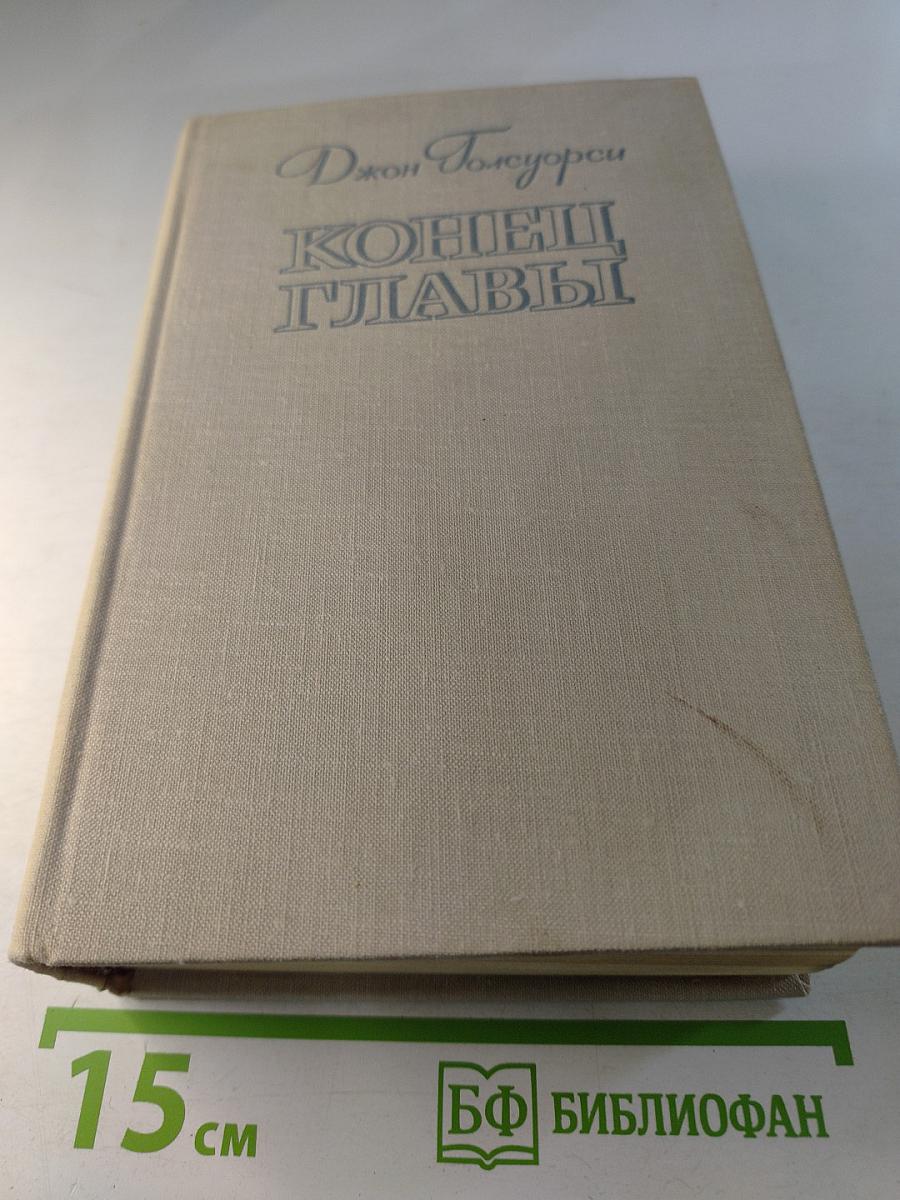 Джон Голсуорси
КОНЕЦ
ГЛАВЫ
15 см
БФ БИБЛИОФАН